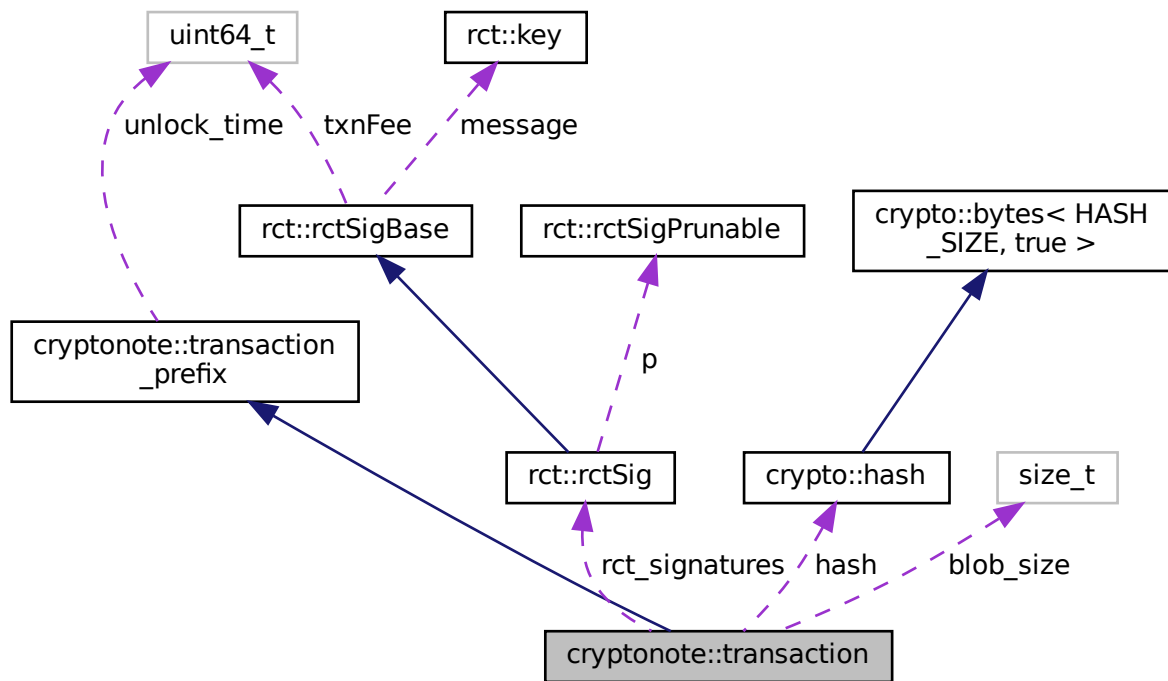 uint64_t
rct::key
unlock_time
txnFee
message
rct::rctSigBase
rct::rctSigPrunable
crypto::bytes< HASH
_SIZE, true >
cryptonote::transaction
_prefix
p
rct::rctSig
crypto::hash
size_t
rct_signatures
hash
blob_size
cryptonote::transaction